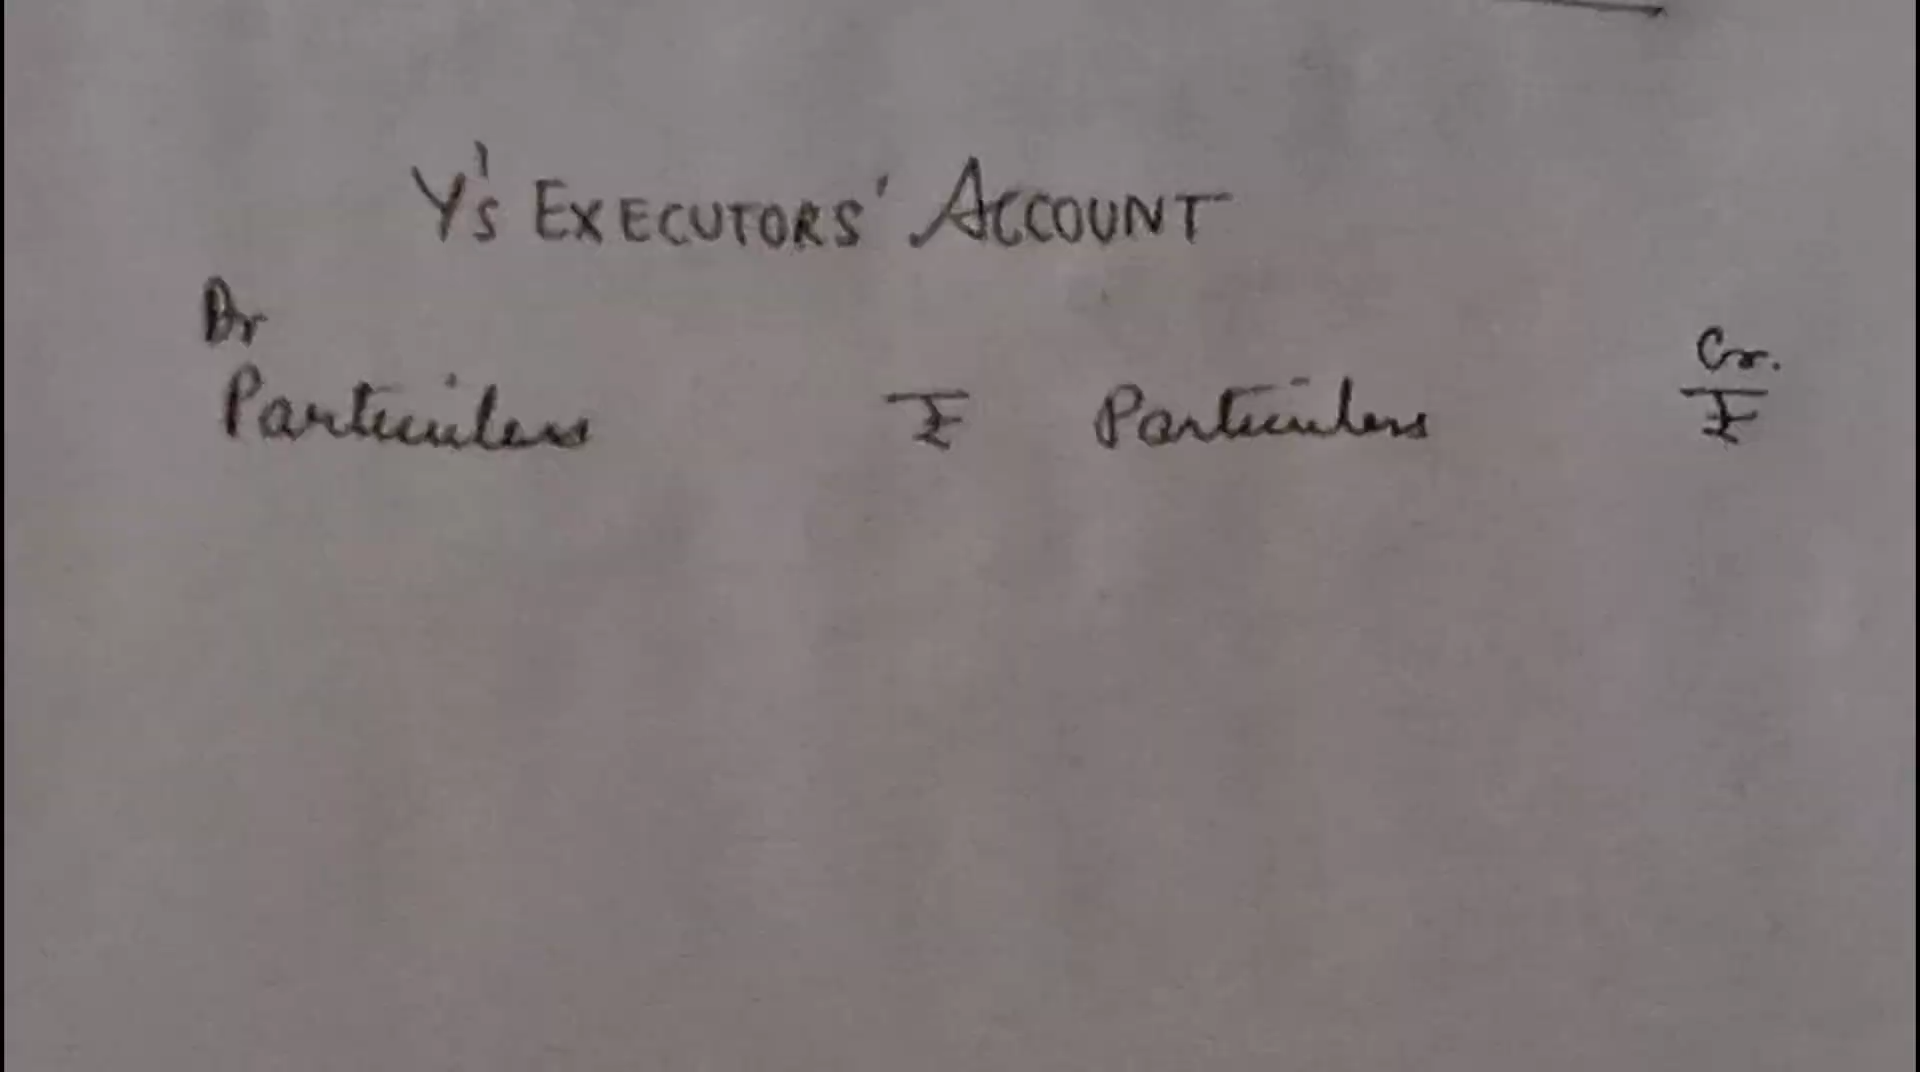 Y's EXECUTORS' ACCOUNT
Dr
Cr.
Particulars ₹ Particulars ₹